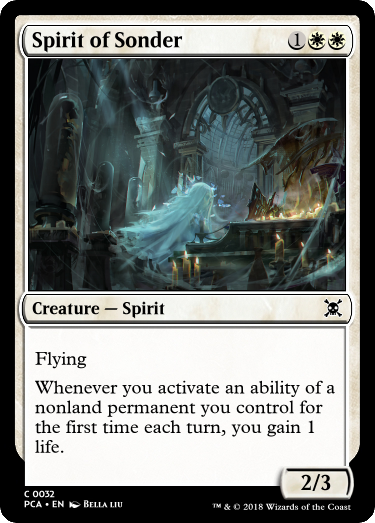 Spirit of Sonder 1
Creature — Spirit
Flying
Whenever you activate an ability of a
nonland permanent you control for
the first time each turn, you gain 1
life.
2/3
C 0032
PCA • EN Bella Liu
™ & © 2018 Wizards of the Coast